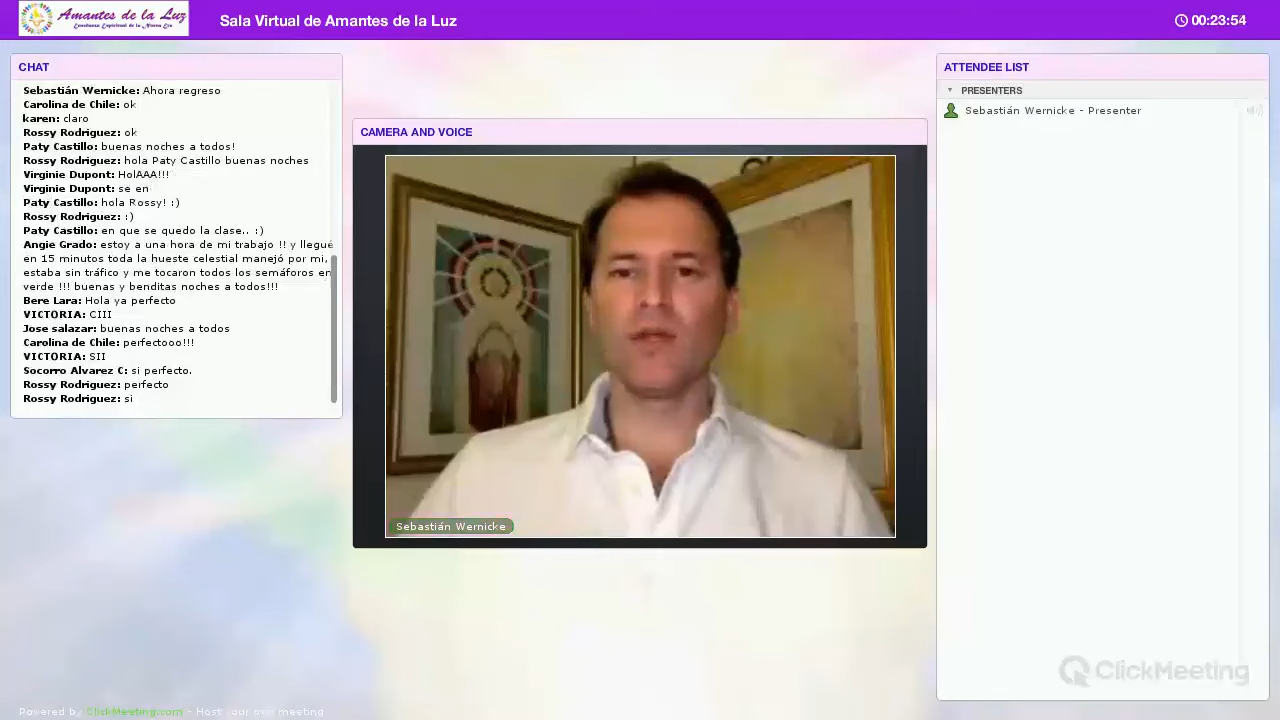 Amantes de la Luz
Enseñanza Espiritual de la Nueva Era
Sala Virtual de Amantes de la Luz
00:23:54
CHAT
Sebastián Wernicke: Ahora regreso
Carolina de Chile: ok
karen: claro
Rossy Rodriguez: ok
Paty Castillo: buenas noches a todos!
Rossy Rodriguez: hola Paty Castillo buenas noches
Virginie Dupont: HolAAA!!!
Virginie Dupont: se en
Paty Castillo: hola Rossy! :)
Rossy Rodriguez: :)
Paty Castillo: en que se quedo la clase.. :)
Angie Grado: estoy a una hora de mi trabajo !! y llegué
en 15 minutos toda la hueste celestial manejó por mi,
estaba sin tráfico y me tocaron todos los semáforos en
verde !!! buenas y benditas noches a todos!!!
Bere Lara: Hola ya perfecto
VICTORIA: CIII
Jose salazar: buenas noches a todos
Carolina de Chile: perfectooo!!!
VICTORIA: SII
Socorro Alvarez C: si perfecto.
Rossy Rodriguez: perfecto
Rossy Rodriguez: si
CAMERA AND VOICE
Sebastián Wernicke
ATTENDEE LIST
PRESENTERS
Sebastián Wernicke - Presenter
ClickMeeting
Powered by ClickMeeting.com - Host your own meeting